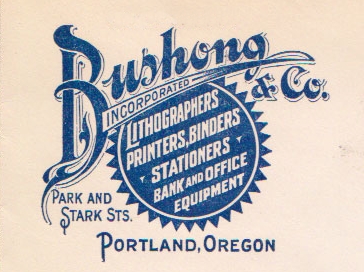 Bushong
& Co.
INCORPORATED
LITHOGRAPHERS
PRINTERS, BINDERS
STATIONERS
BANK AND OFFICE
EQUIPMENT
PARK AND
STARK STS.
PORTLAND, OREGON